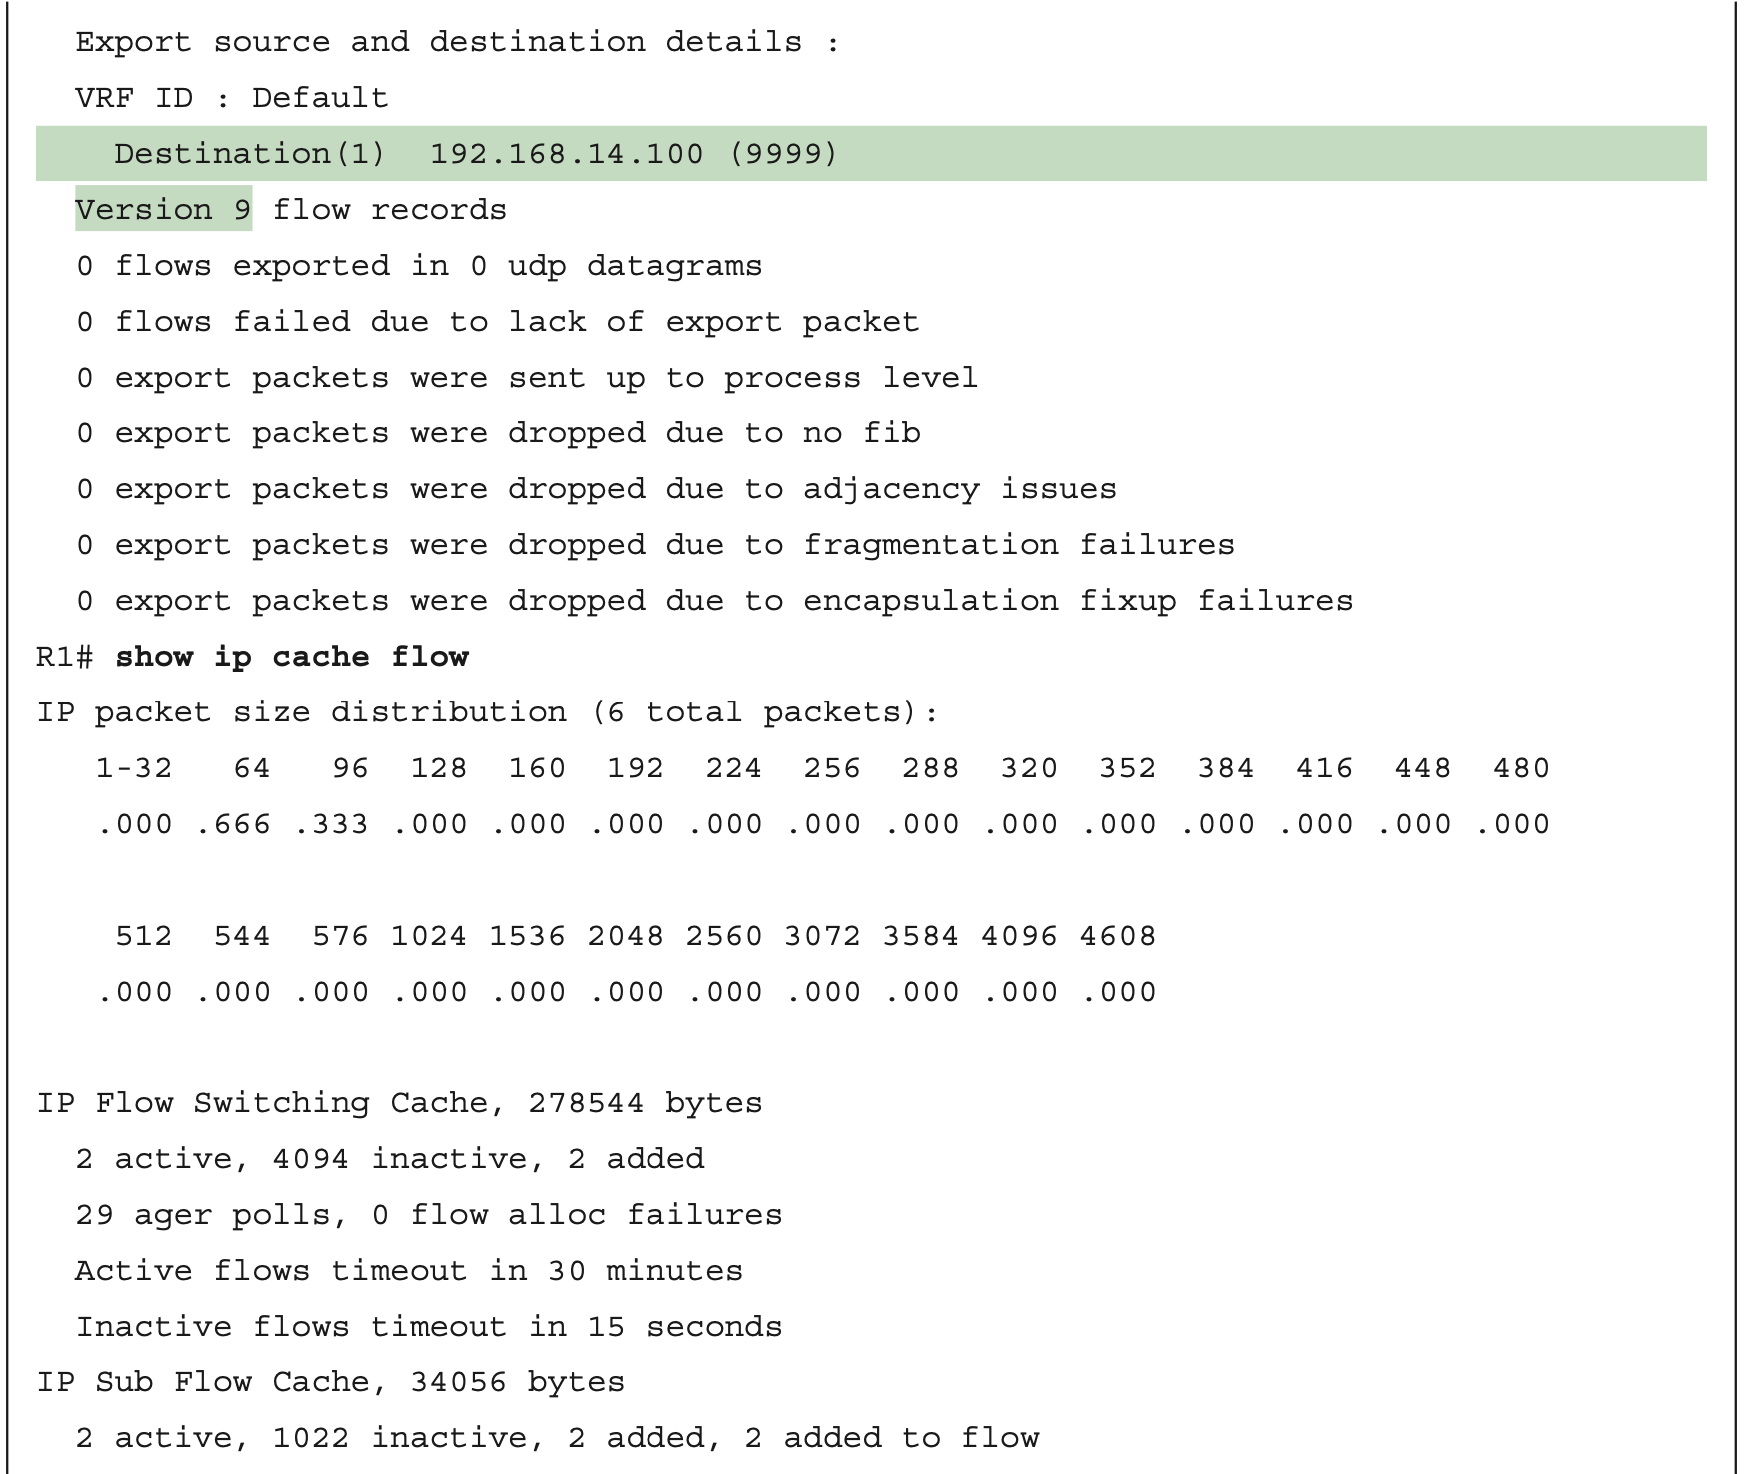 Export source and destination details :
VRF ID : Default
Destination(1)  192.168.14.100 (9999)
Version 9 flow records
0 flows exported in 0 udp datagrams
0 flows failed due to lack of export packet
0 export packets were sent up to process level
0 export packets were dropped due to no fib
0 export packets were dropped due to adjacency issues
0 export packets were dropped due to fragmentation failures
0 export packets were dropped due to encapsulation fixup failures
R1# show ip cache flow
IP packet size distribution (6 total packets):
1-32   64   96  128  160  192  224  256  288  320  352  384  416  448  480
.000 .666 .333 .000 .000 .000 .000 .000 .000 .000 .000 .000 .000 .000 .000
512  544  576 1024 1536 2048 2560 3072 3584 4096 4608
.000 .000 .000 .000 .000 .000 .000 .000 .000 .000 .000
IP Flow Switching Cache, 278544 bytes
2 active, 4094 inactive, 2 added
29 ager polls, 0 flow alloc failures
Active flows timeout in 30 minutes
Inactive flows timeout in 15 seconds
IP Sub Flow Cache, 34056 bytes
2 active, 1022 inactive, 2 added, 2 added to flow